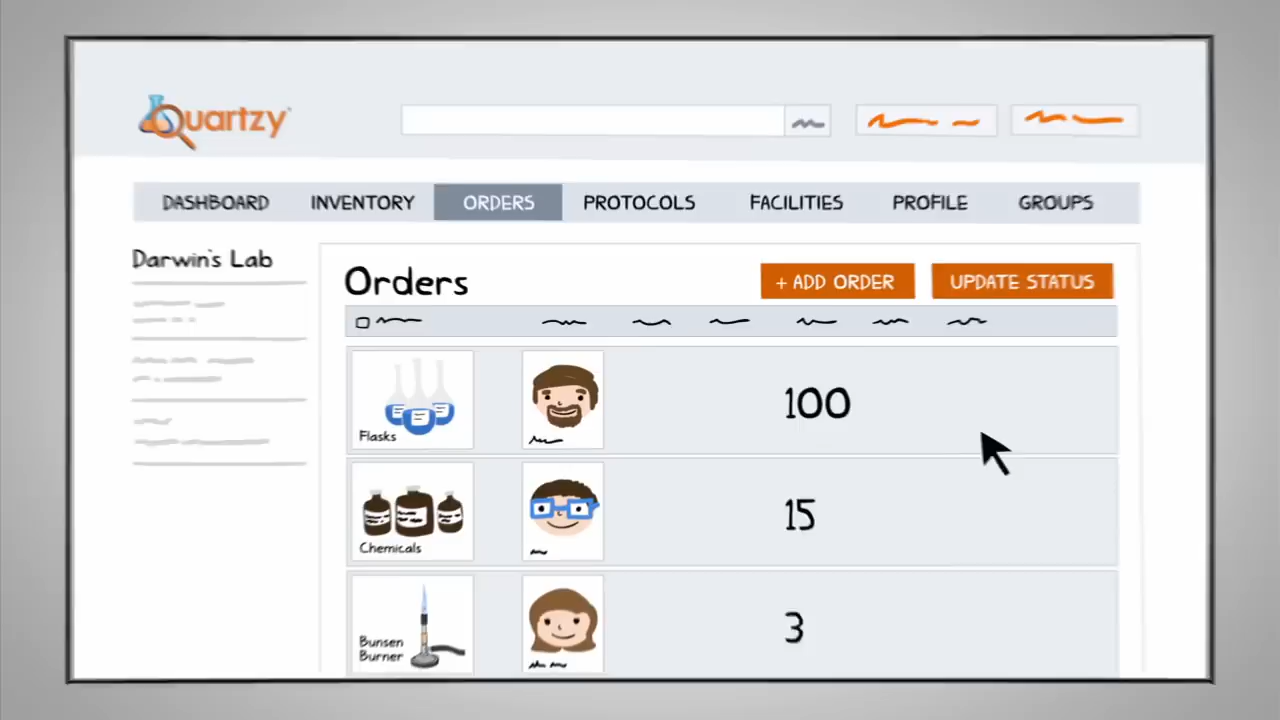 Quartzy
DASHBOARD INVENTORY ORDERS PROTOCOLS FACILITIES PROFILE GROUPS
Darwin's Lab
Orders
+ ADD ORDER
UPDATE STATUS
Flasks
100
Chemicals
15
Bunsen
Burner
3